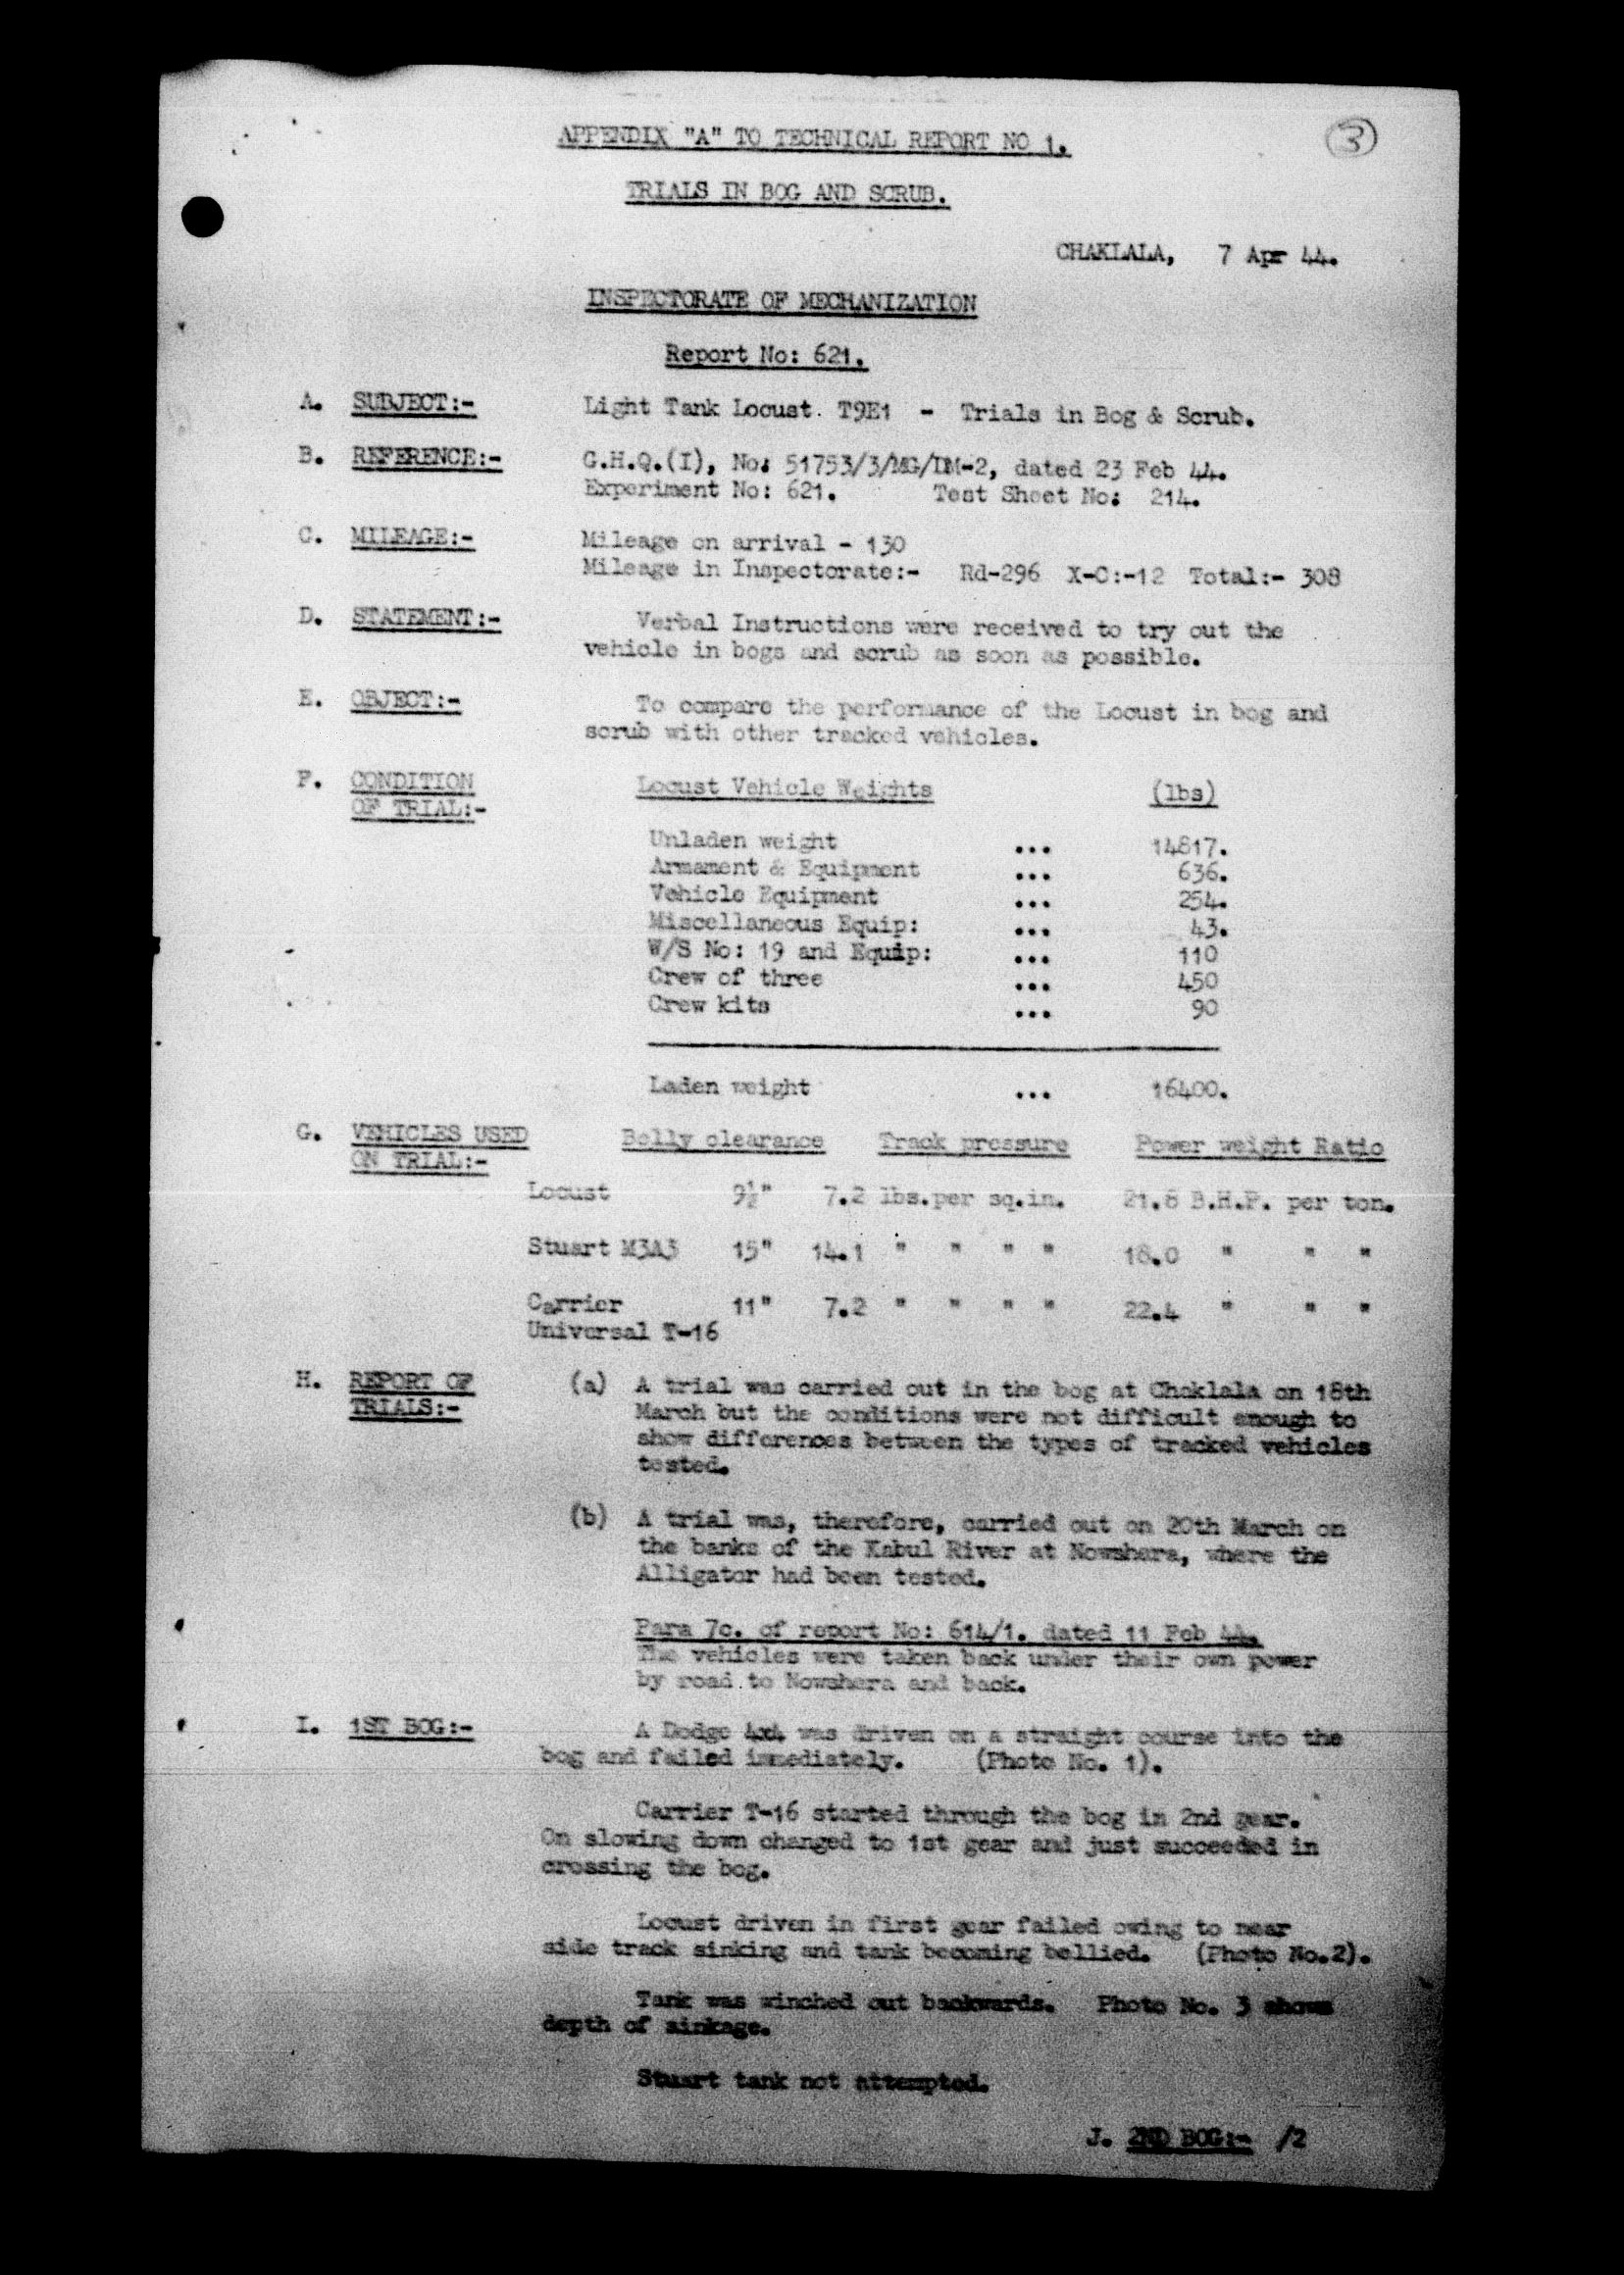 APPENDIX "A" TO TECHNICAL REPORT NO 1.
3
TRIALS IN BOG AND SCRUB.
CHAKLALA, 7 Apr 44.
INSPECTORATE OF MECHANIZATION
Report No: 621.
A. SUBJECT:- Light Tank Locust. T9E1 - Trials in Bog & Scrub.
B. REFERENCE:- G.H.Q.(I), No: 51753/3/MG/DM-2, dated 23 Feb 44.
Experiment No: 621. Test Sheet No: 214.
C. MILEAGE:- Mileage on arrival - 130
Mileage in Inspectorate:- Rd-296 X-C:-12 Total:- 308
D. STATEMENT:- Verbal Instructions were received to try out the
vehicle in bogs and scrub as soon as possible.
E. OBJECT:- To compare the performance of the Locust in bog and
scrub with other tracked vehicles.
F. CONDITION Locust Vehicle Weights (lbs)
OF TRIAL:-
Unladen weight ... 14817.
Armament & Equipment ... 636.
Vehicle Equipment ... 254.
Miscellaneous Equip: ... 43.
W/S No: 19 and Equip: ... 110
Crew of three ... 450
Crew kits ... 90
Laden weight ... 16400.
G. VEHICLES USED Belly clearance Track pressure Power weight Ratio
ON TRIAL:-
Locust 9½" 7.2 lbs.per sq.in. 21.8 B.H.P. per ton.
Stuart M3A3 15" 14.1 " " " " 18.0 " " "
Carrier 11" 7.2 " " " " 22.4 " " "
Universal T-16
H. REPORT OF (a) A trial was carried out in the bog at Choklala on 18th
TRIALS:- March but the conditions were not difficult enough to
show differences between the types of tracked vehicles
tested.
(b) A trial was, therefore, carried out on 20th March on
the banks of the Kabul River at Nowshera, where the
Alligator had been tested.
Para 7c. of report No: 614/1. dated 11 Feb 44.
The vehicles were taken back under their own power
by road to Nowshera and back.
I. 1ST BOG:- A Dodge 4x4 was driven on a straight course into the
bog and failed immediately. (Photo No. 1).
Carrier T-16 started through the bog in 2nd gear.
On slowing down changed to 1st gear and just succeeded in
crossing the bog.
Locust driven in first gear failed owing to near
side track sinking and tank becoming bellied. (Photo No.2).
Tank was winched out backwards. Photo No. 3 shows
depth of sinkage.
Stuart tank not attempted.
J. 2ND BOG:- /2